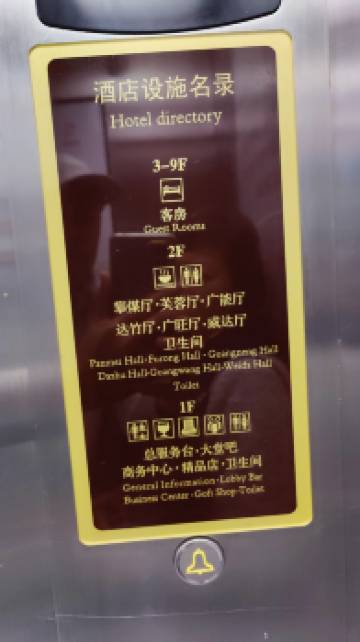 酒店设施名录
Hotel directory
3-9F
客房
Guest Rooms
2F
攀煤厅·芙蓉厅·广能厅
达竹厅·广旺厅·威达厅
卫生间
Panmei Hall·Furong Hall·Guangneng Hall
Dazhu Hall·Guangwang Hall·Weida Hall
Toilet
1F
总服务台·大堂吧
商务中心·精品店·卫生间
General Information·Lobby Bar
Business Center·Gift Shop·Toilet